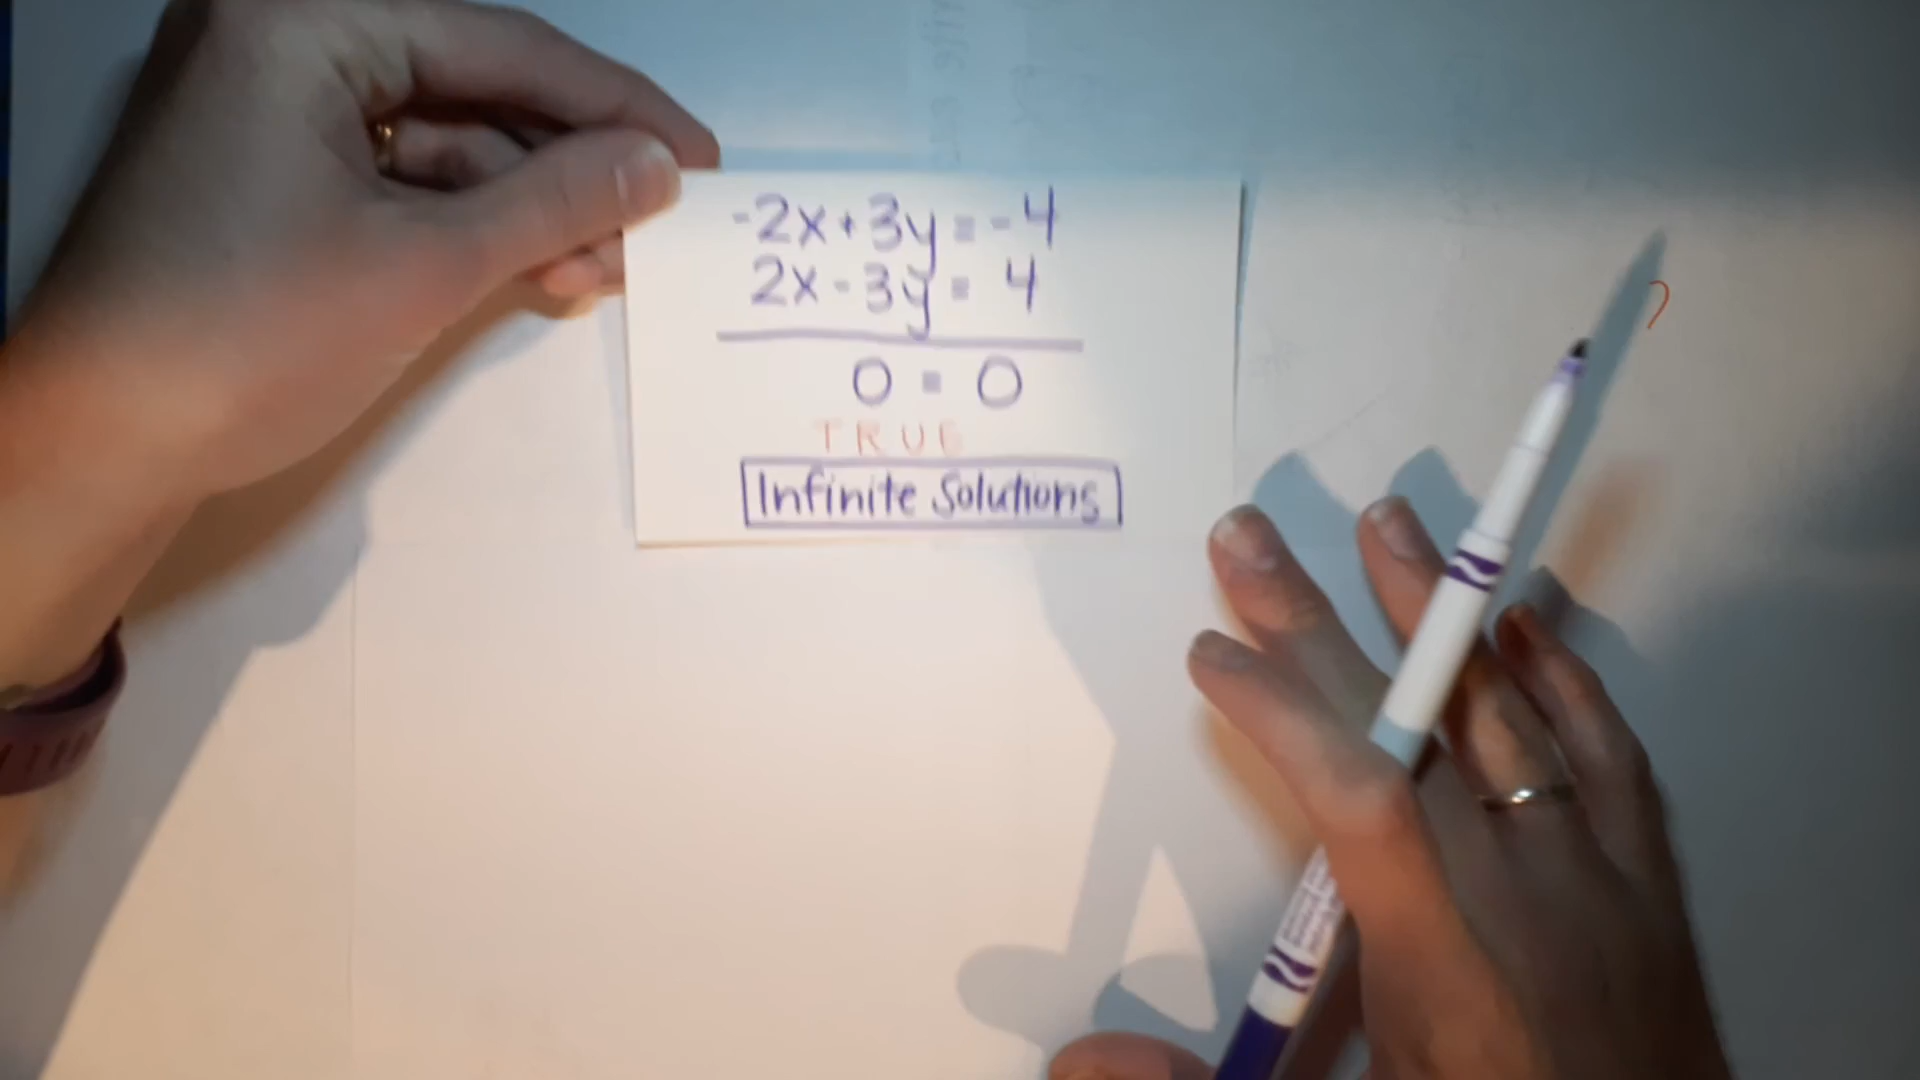 -2x+3y=-4
2x-3y= 4
0 = 0
TRUE
Infinite Solutions